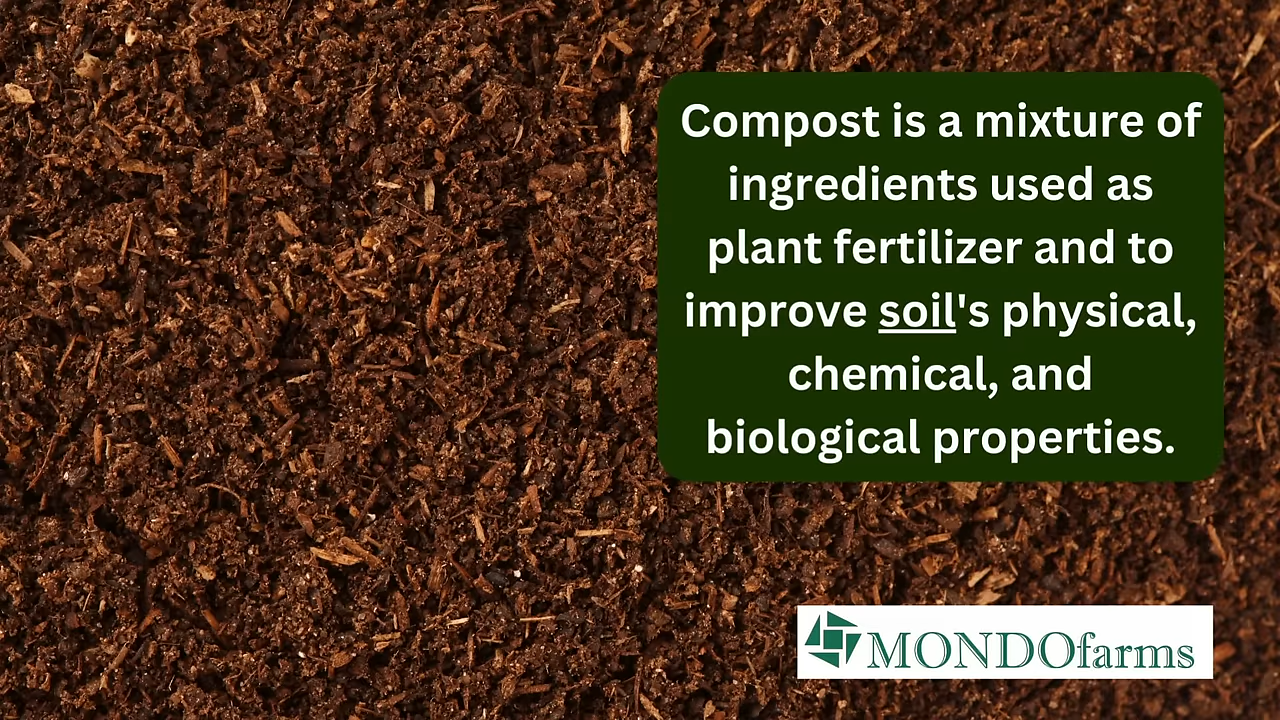 Compost is a mixture of
ingredients used as
plant fertilizer and to
improve soil's physical,
chemical, and
biological properties.
MONDOfarms